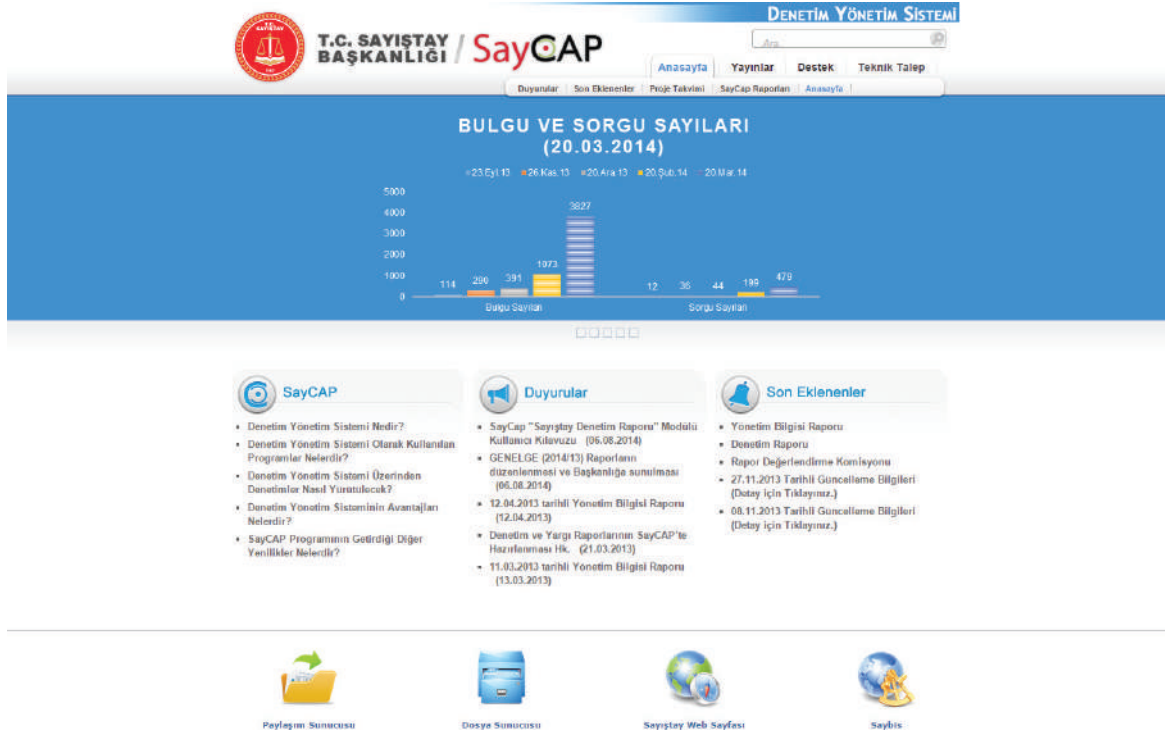 DENETİM YÖNETİM SİSTEMİ
T.C. SAYIŞTAY
BAŞKANLIĞI / SayCAP
Ara
Anasayfa Yayınlar Destek Teknik Talep
Duyurular Son Eklenenler Proje Takvimi SayCap Raporları Anasayfa
BULGU VE SORGU SAYILARI
(20.03.2014)
23.Eyl.13 26.Kas.13 20.Ara.13 20.Şub.14 20.Mar.14
5000
4000
3000
2000
1000
0
114 290 391 1073 3827
12 36 44 199 479
Bulgu Sayıları Sorgu Sayıları
SayCAP
• Denetim Yönetim Sistemi Nedir?
• Denetim Yönetim Sistemi Olarak Kullanılan
Programlar Nelerdir?
• Denetim Yönetim Sistemi Üzerinden
Denetimler Nasıl Yurutulecek?
• Denetim Yönetim Sisteminin Avantajları
Nelerdir?
• SayCAP Programının Getirdiği Diğer
Yenilikler Nelerdir?
Duyurular
• SayCap "Sayıştay Denetim Raporu" Modülü
Kullanıcı Kılavuzu (06.08.2014)
• GENELGE (2014/13) Raporların
düzenlenmesi ve Başkanlığa sunulması
(06.08.2014)
• 12.04.2013 tarihli Yönetim Bilgisi Raporu
(12.04.2013)
• Denetim ve Yargı Raporlarının SayCAP'te
Hazırlanması Hk. (21.03.2013)
• 11.03.2013 tarihli Yönetim Bilgisi Raporu
(13.03.2013)
Son Eklenenler
• Yönetim Bilgisi Raporu
• Denetim Raporu
• Rapor Değerlendirme Komisyonu
• 27.11.2013 Tarihli Guncelleme Bilgileri
(Detay için Tıklayınız.)
• 08.11.2013 Tarihli Guncelleme Bilgileri
(Detay için Tıklayınız.)
Paylaşım Sunucusu Dosya Sunucusu Sayıştay Web Sayfası Saybis